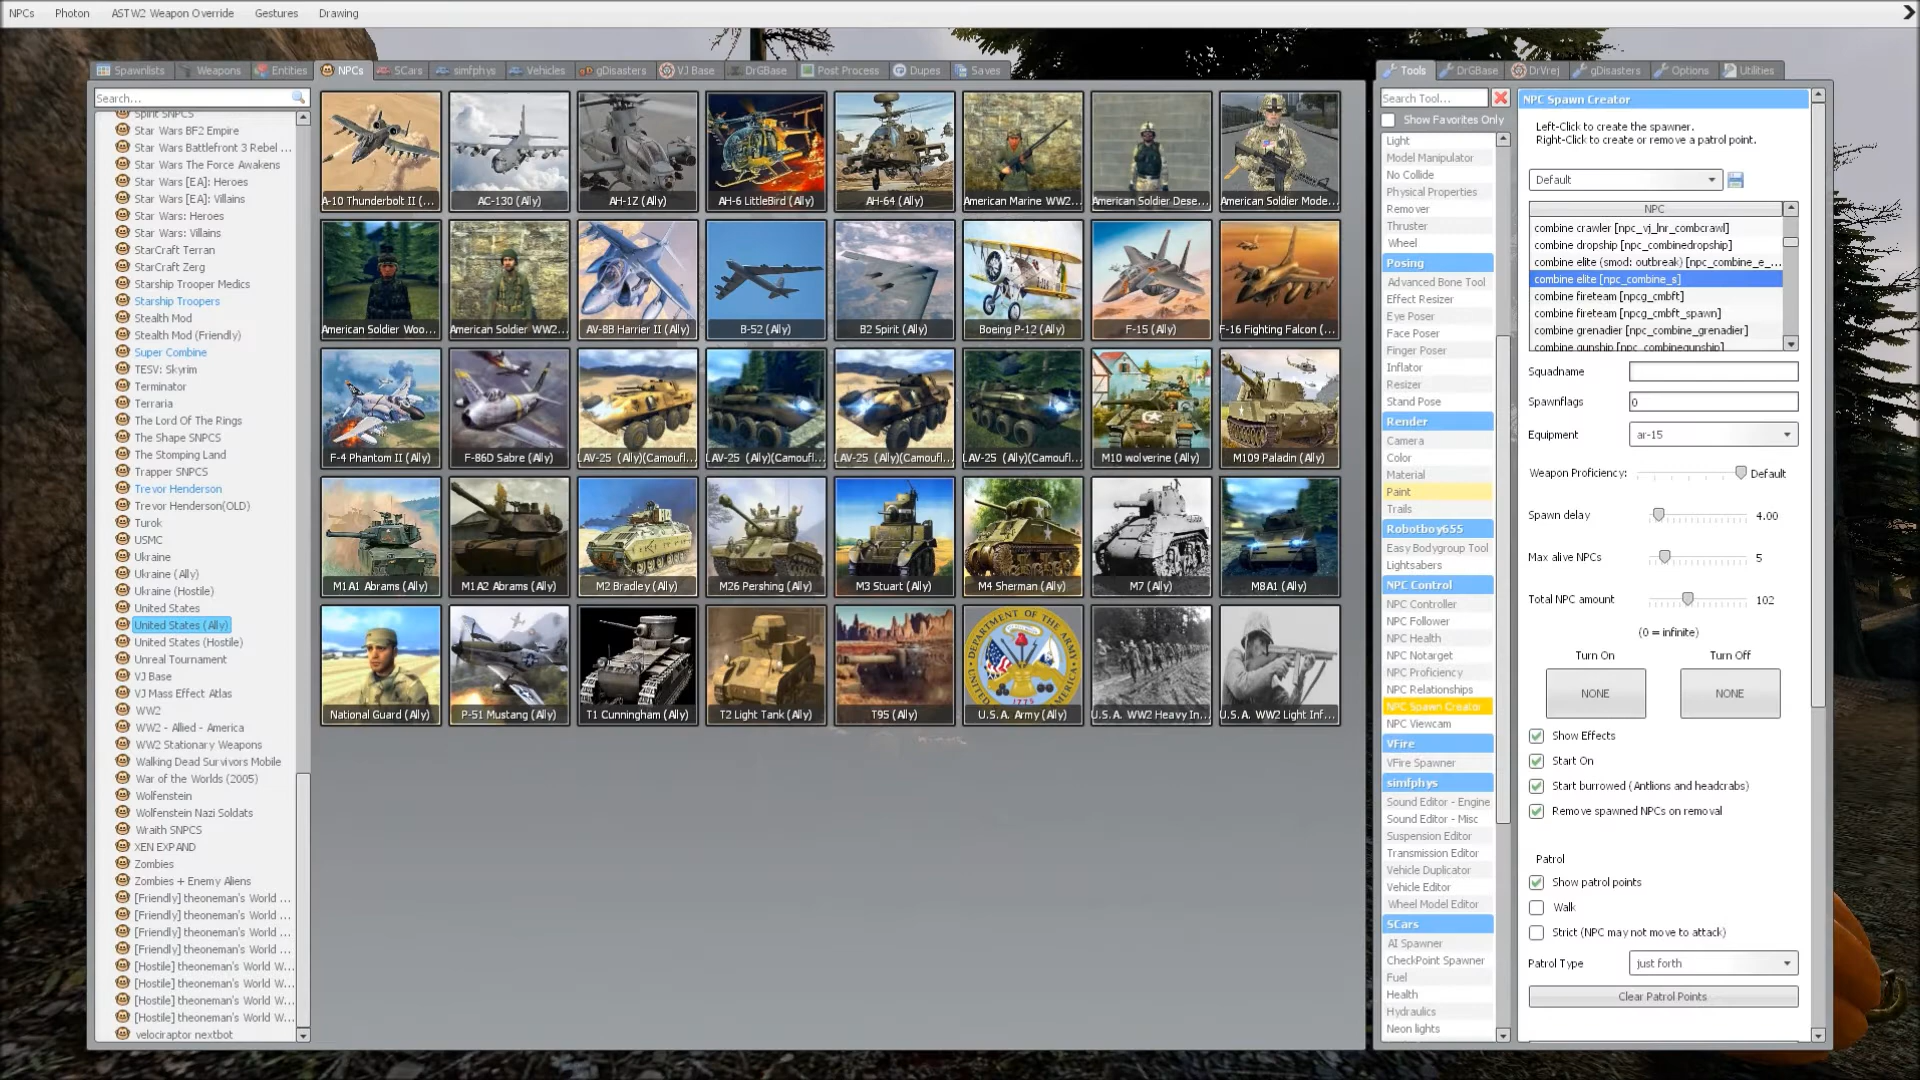 NPCs Photon ASTW2 Weapon Override Gestures Drawing
Spawnlists Weapons Entities NPCs SCars simfphys Vehicles gDisasters VJ Base DrGBase Post Process Dupes Saves
Search...
Spirit SNPCS
Star Wars BF2 Empire
Star Wars Battlefront 3 Rebel ...
Star Wars The Force Awakens
Star Wars [EA]: Heroes
Star Wars [EA]: Villains
Star Wars: Heroes
Star Wars: Villains
StarCraft Terran
StarCraft Zerg
Starship Trooper Medics
Starship Troopers
Stealth Mod
Stealth Mod (Friendly)
Super Combine
TESV: Skyrim
Terminator
Terraria
The Lord Of The Rings
The Shape SNPCS
The Stomping Land
Trapper SNPCS
Trevor Henderson
Trevor Henderson(OLD)
Turok
USMC
Ukraine
Ukraine (Ally)
Ukraine (Hostile)
United States
United States (Ally)
United States (Hostile)
Unreal Tournament
VJ Base
VJ Mass Effect Atlas
WW2
WW2 - Allied - America
WW2 Stationary Weapons
Walking Dead Survivors Mobile
War of the Worlds (2005)
Wolfenstein
Wolfenstein Nazi Soldats
Wraith SNPCS
XEN EXPAND
Zombies
Zombies + Enemy Aliens
[Friendly] theoneman's World ...
[Friendly] theoneman's World ...
[Friendly] theoneman's World ...
[Friendly] theoneman's World ...
[Hostile] theoneman's World W...
[Hostile] theoneman's World W...
[Hostile] theoneman's World W...
[Hostile] theoneman's World W...
velociraptor nextbot
A-10 Thunderbolt II (... AC-130 (Ally) AH-1Z (Ally) AH-6 LittleBird (Ally) AH-64 (Ally) American Marine WW2... American Soldier Dese... American Soldier Mode...
American Soldier Woo... American Soldier WW2... AV-8B Harrier II (Ally) B-52 (Ally) B2 Spirit (Ally) Boeing P-12 (Ally) F-15 (Ally) F-16 Fighting Falcon (...
F-4 Phantom II (Ally) F-86D Sabre (Ally) LAV-25 (Ally)(Camoufl... LAV-25 (Ally)(Camouf... LAV-25 (Ally)(Camoufl... LAV-25 (Ally)(Camouf... M10 wolverine (Ally) M109 Paladin (Ally)
M1A1 Abrams (Ally) M1A2 Abrams (Ally) M2 Bradley (Ally) M26 Pershing (Ally) M3 Stuart (Ally) M4 Sherman (Ally) M7 (Ally) M8A1 (Ally)
National Guard (Ally) P-51 Mustang (Ally) T1 Cunningham (Ally) T2 Light Tank (Ally) T95 (Ally) U.S.A. Army (Ally) U.S.A. WW2 Heavy In... U.S.A. WW2 Light Inf...
DEPARTMENT OF THE ARMY
1775
Tools DrGBase DrVrej gDisasters Options Utilities
Search Tool...
Show Favorites Only
Light
Model Manipulator
No Collide
Physical Properties
Remover
Thruster
Wheel
Posing
Advanced Bone Tool
Effect Resizer
Eye Poser
Face Poser
Finger Poser
Inflator
Resizer
Stand Pose
Render
Camera
Color
Material
Paint
Trails
Robotboy655
Easy Bodygroup Tool
Lightsabers
NPC Control
NPC Controller
NPC Follower
NPC Health
NPC Notarget
NPC Proficiency
NPC Relationships
NPC Spawn Creator
NPC Viewcam
VFire
VFire Spawner
simfphys
Sound Editor - Engine
Sound Editor - Misc
Suspension Editor
Transmission Editor
Vehicle Duplicator
Vehicle Editor
Wheel Model Editor
SCars
AI Spawner
CheckPoint Spawner
Fuel
Health
Hydraulics
Neon lights
NPC Spawn Creator
Left-Click to create the spawner.
Right-Click to create or remove a patrol point.
Default
NPC
combine crawler [npc_vj_lnr_combcrawl]
combine dropship [npc_combinedropship]
combine elite (smod: outbreak) [npc_combine_e_...
combine elite [npc_combine_s]
combine fireteam [npcg_cmbft]
combine fireteam [npcg_cmbft_spawn]
combine grenadier [npc_combine_grenadier]
combine gunship [npc_combinegunship]
Squadname
Spawnflags 0
Equipment ar-15
Weapon Proficiency: Default
Spawn delay 4.00
Max alive NPCs 5
Total NPC amount 102
(0 = infinite)
Turn On Turn Off
NONE NONE
Show Effects
Start On
Start burrowed (Antlions and headcrabs)
Remove spawned NPCs on removal
Patrol
Show patrol points
Walk
Strict (NPC may not move to attack)
Patrol Type just forth
Clear Patrol Points